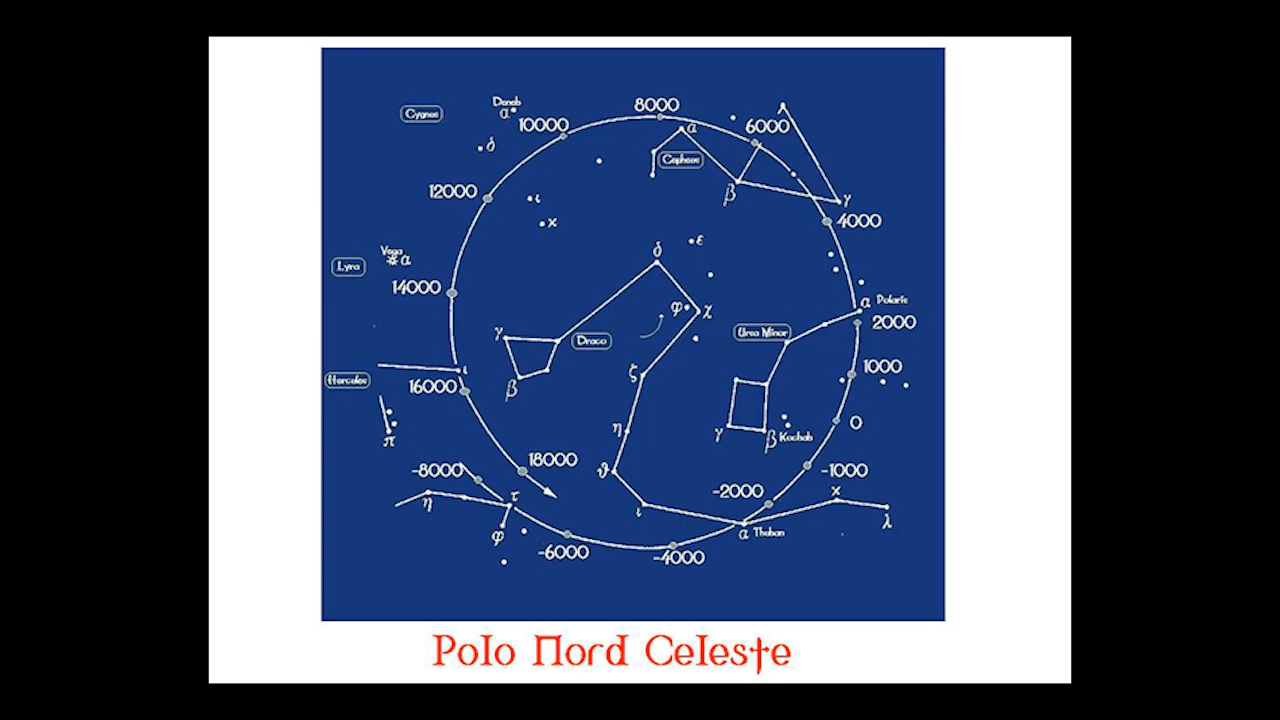 8000
Deneb
α
Cygnus
10000
6000
α
δ
Cepheus
12000
β
γ
ι
κ
4000
ε
δ
Vega
α
Lyra
14000
φ
χ
α Polaris
2000
γ
Draco
Ursa Minor
1000
ζ
Hercules
ι
16000
β
0
η
γ
β Kochab
π
18000
-8000
ϑ
-1000
-2000
η
τ
ι
κ
λ
φ
α Thuban
-6000
-4000
Polo Nord Celeste